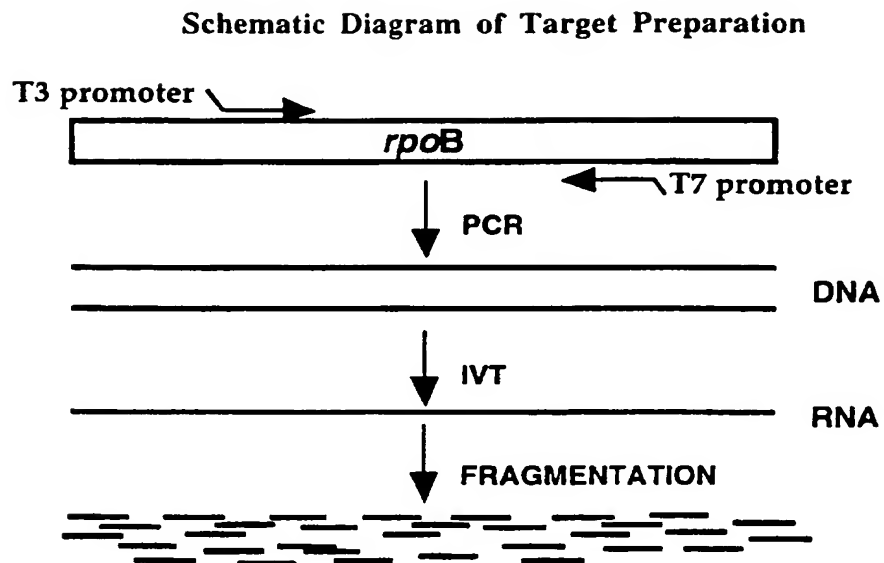 Schematic Diagram of Target Preparation
T3 promoter
rpoB
T7 promoter
PCR
DNA
IVT
RNA
FRAGMENTATION